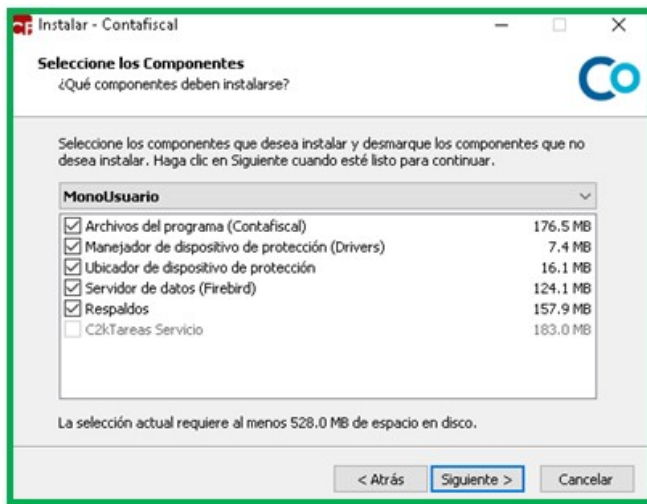 CF Instalar - Contafiscal
Seleccione los Componentes
¿Qué componentes deben instalarse?
Co
Seleccione los componentes que desea instalar y desmarque los componentes que no
desea instalar. Haga clic en Siguiente cuando esté listo para continuar.
MonoUsuario
Archivos del programa (Contafiscal) 176.5 MB
Manejador de dispositivo de protección (Drivers) 7.4 MB
Ubicador de dispositivo de protección 16.1 MB
Servidor de datos (Firebird) 124.1 MB
Respaldos 157.9 MB
C2kTareas Servicio 183.0 MB
La selección actual requiere al menos 528.0 MB de espacio en disco.
< Atrás Siguiente > Cancelar